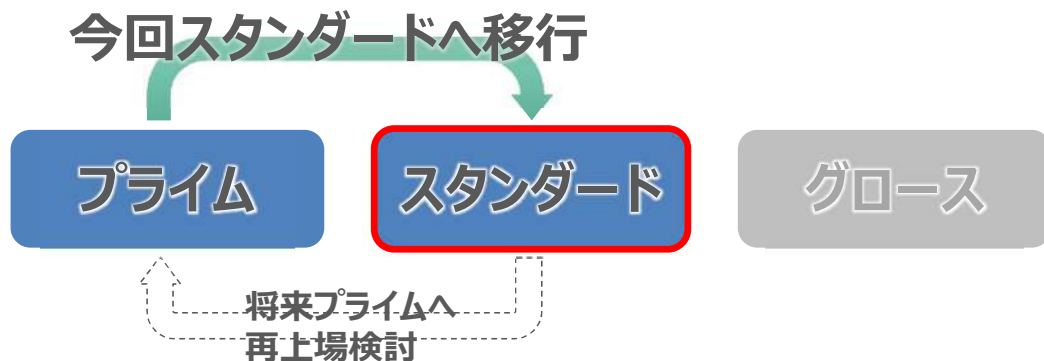 今回スタンダードへ移行
プライム
スタンダード
グロース
将来プライムへ
再上場検討